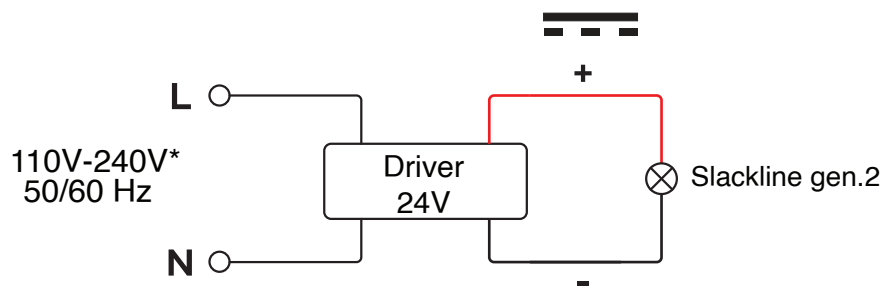 +
L
110V-240V*
50/60 Hz
Driver
24V
Slackline gen.2
N
-